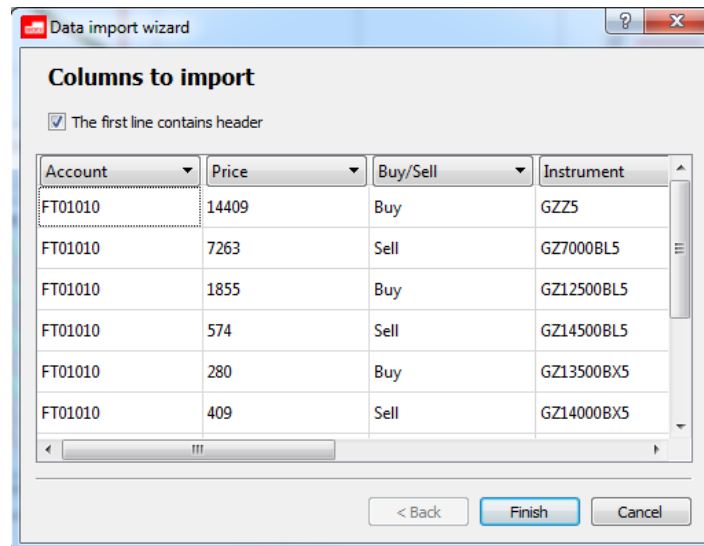 Data import wizard
Columns to import
The first line contains header
Account Price Buy/Sell Instrument
FT01010 14409 Buy GZZ5
FT01010 7263 Sell GZ7000BL5
FT01010 1855 Buy GZ12500BL5
FT01010 574 Sell GZ14500BL5
FT01010 280 Buy GZ13500BX5
FT01010 409 Sell GZ14000BX5
< Back Finish Cancel